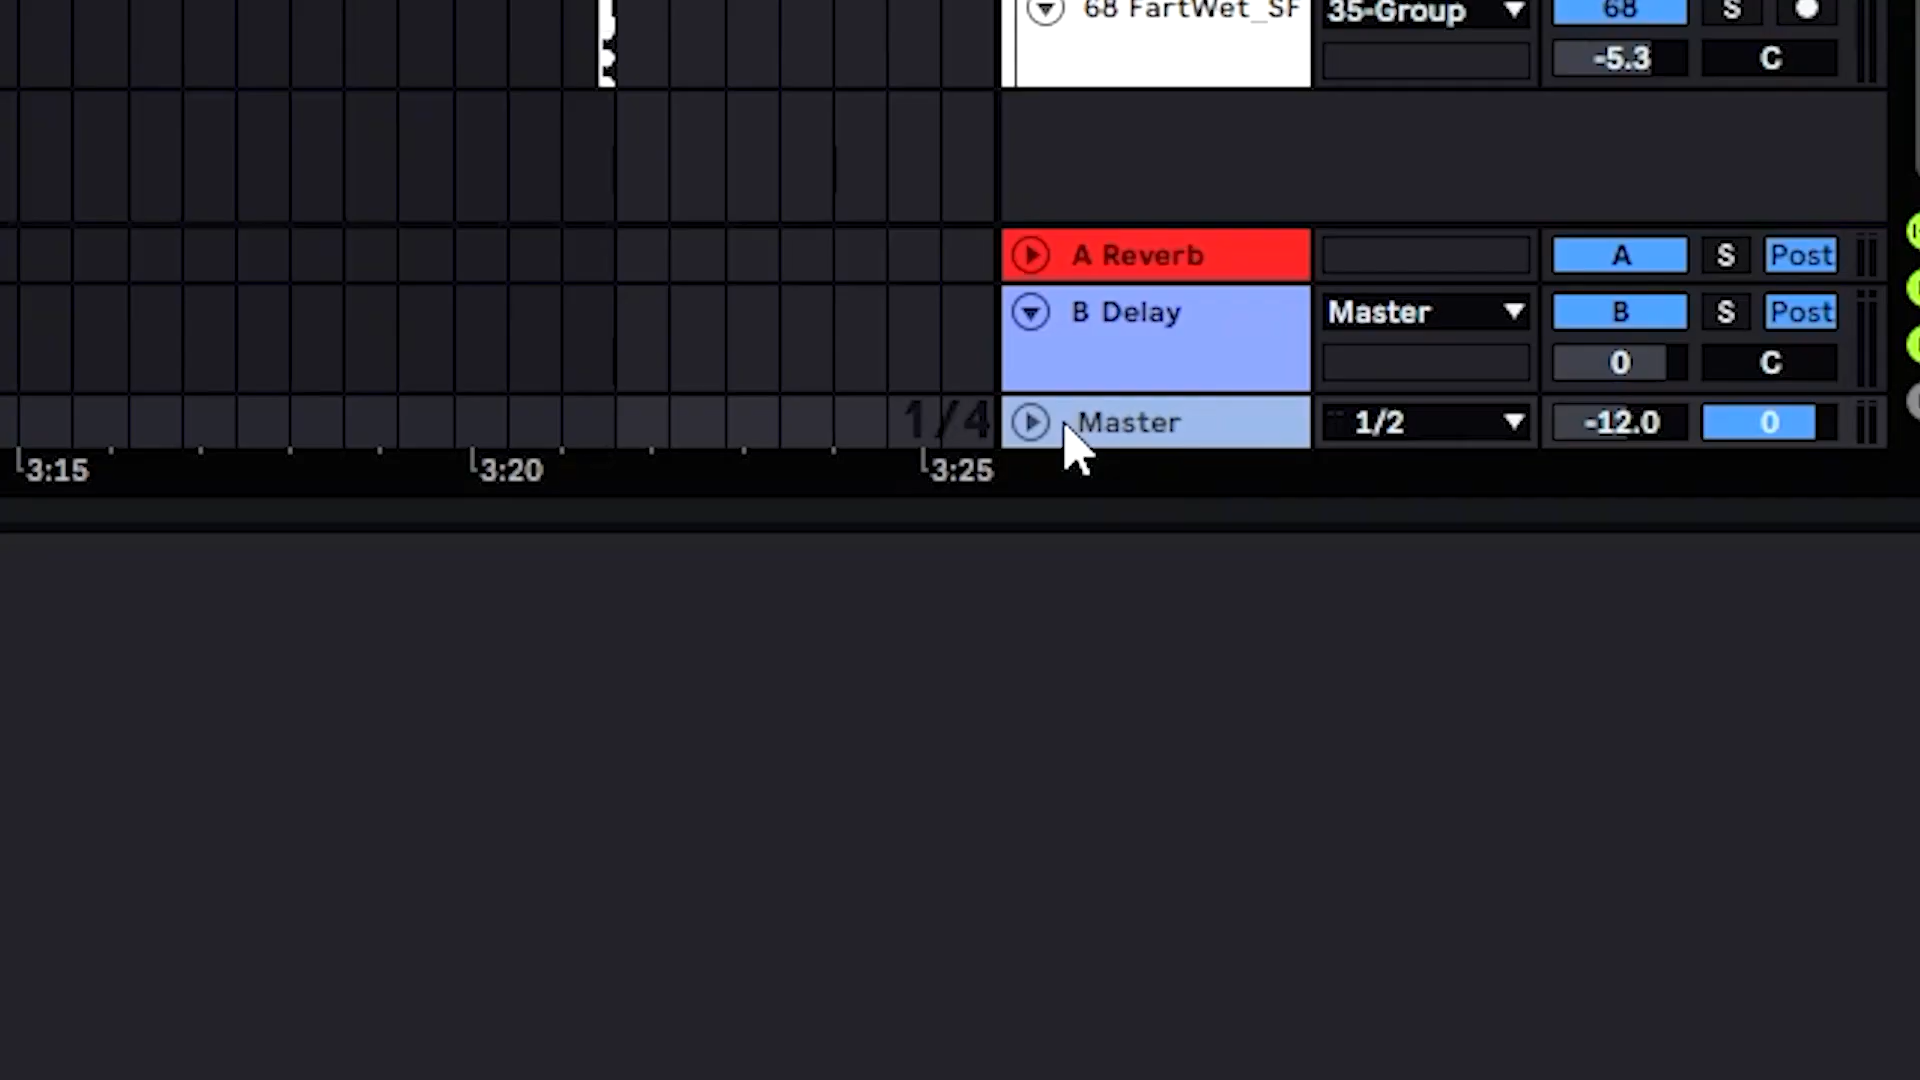 68 FartWet_SF 35-Group 68 S
-5.3 C
A Reverb A S Post
B Delay Master B S Post
0 C
1/4 Master 1/2 -12.0 0
3:15 3:20 3:25